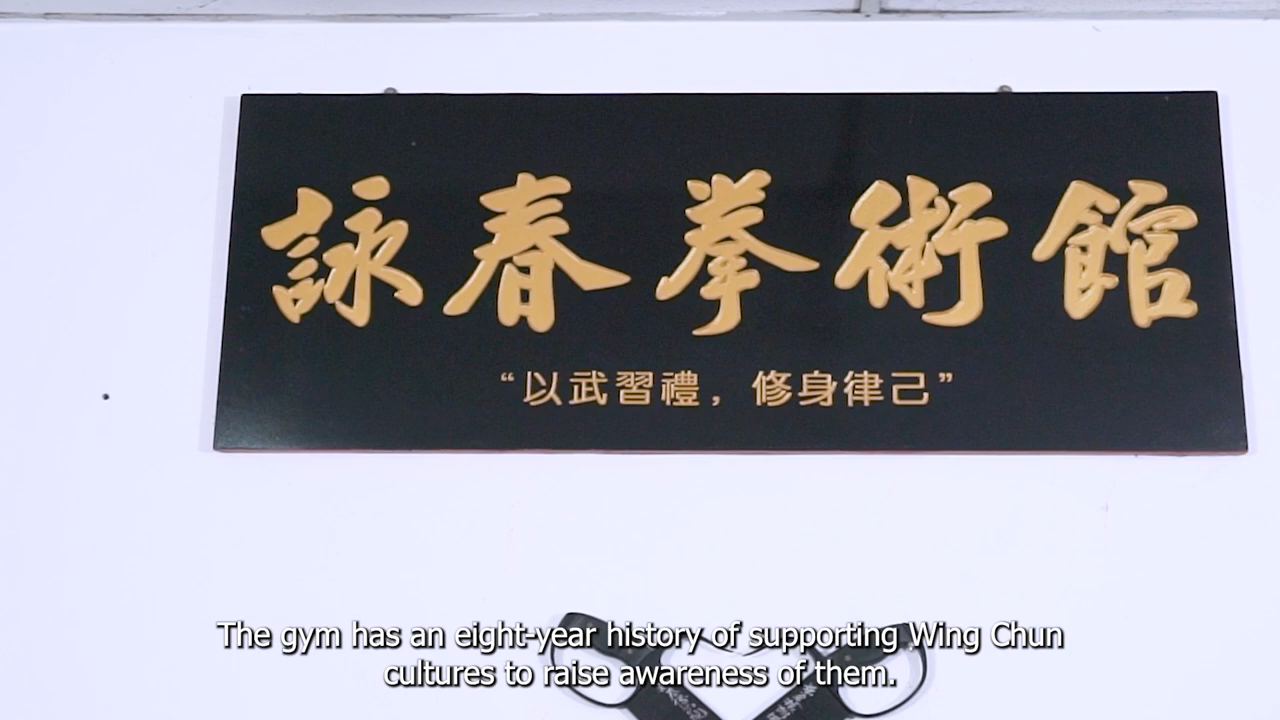 詠春拳術館
“以武習禮，修身律己”
The gym has an eight-year history of supporting Wing Chun
cultures to raise awareness of them.